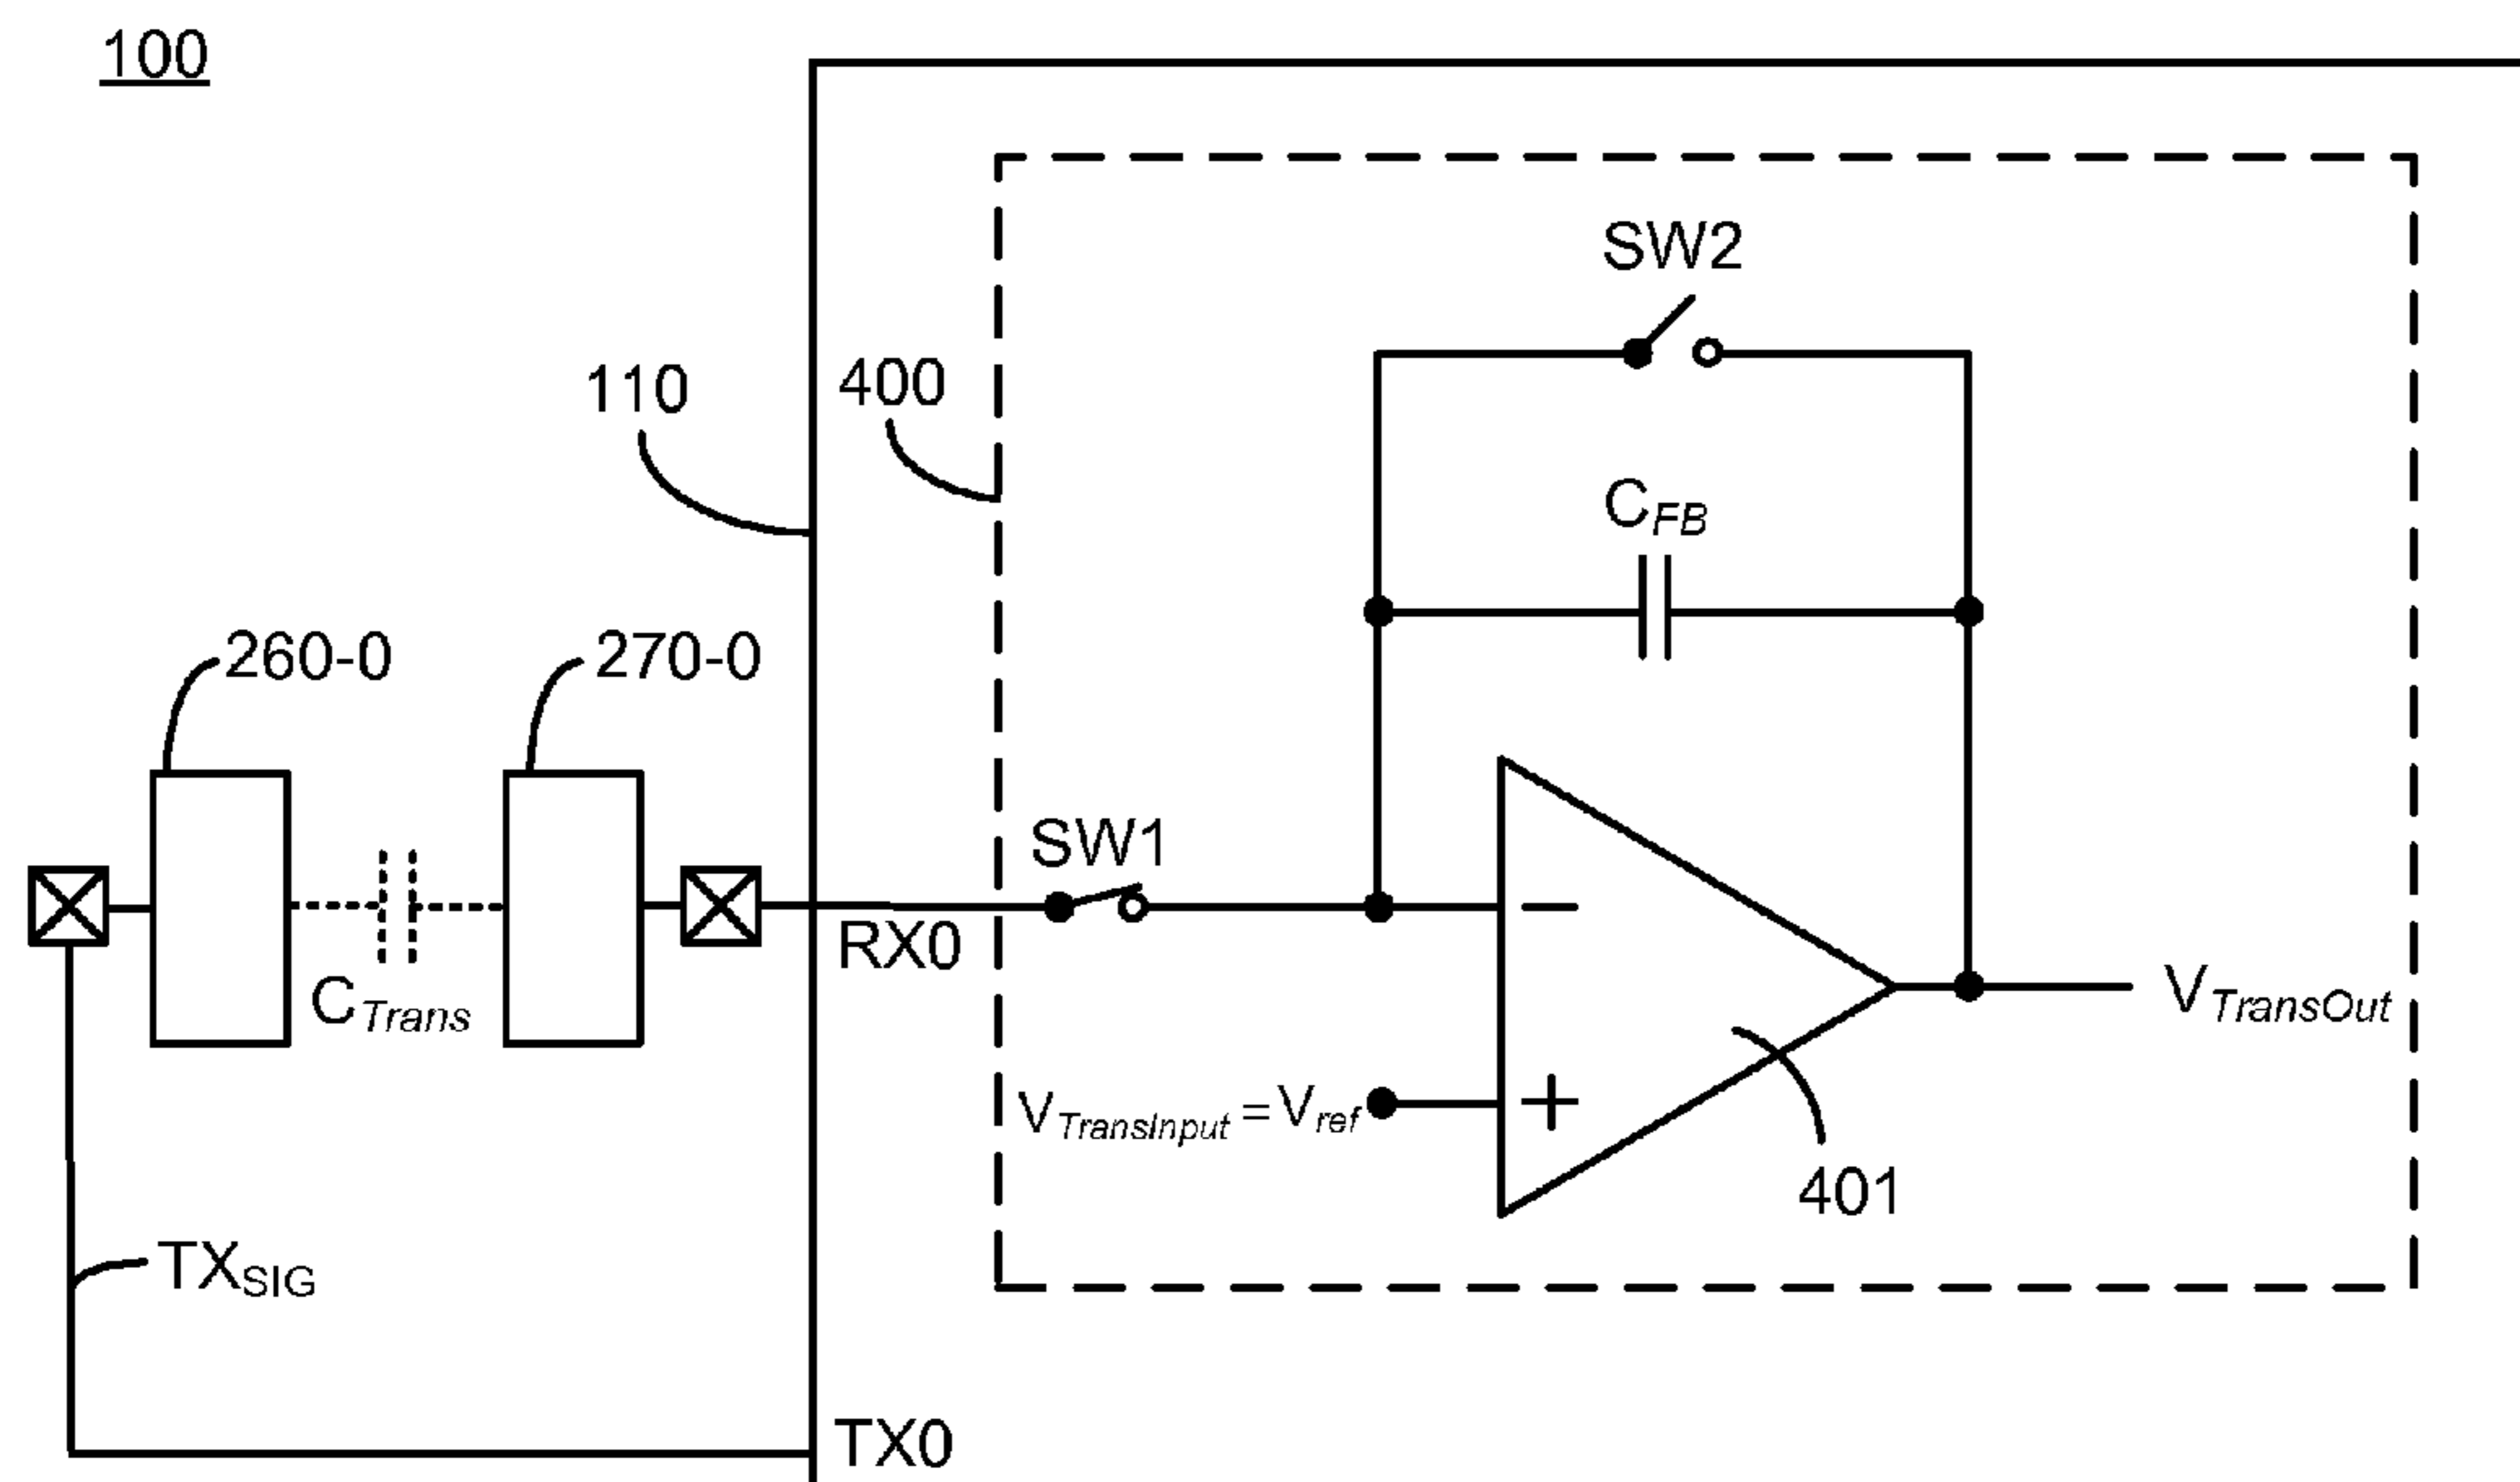 100
SW2
110
400
C_FB
260-0
270-0
SW1
−
RX0
C_Trans
V_TransOut
V_TransInput = V_ref
+
401
TX_SIG
TX0